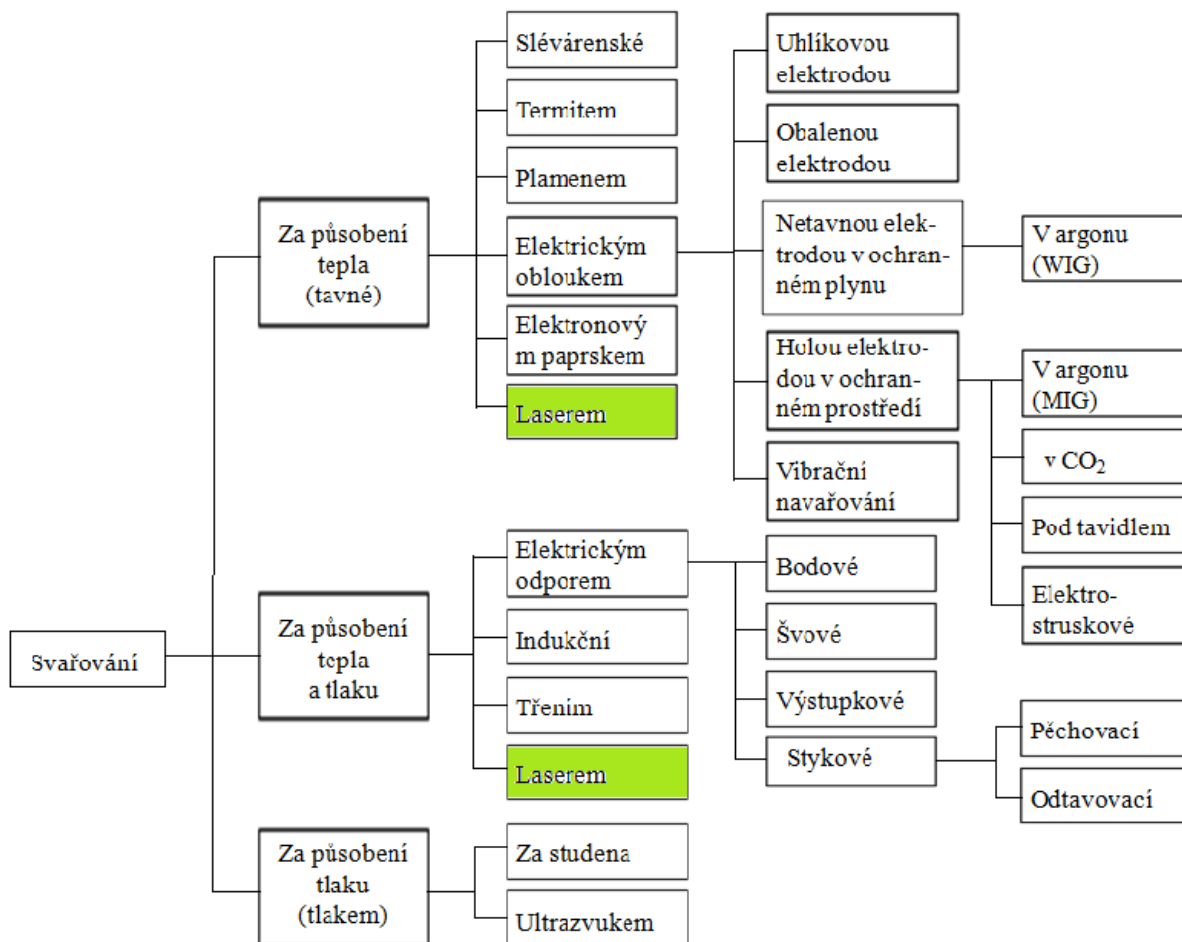 Svařování
Za působení
tepla
(tavné)
Slévárenské
Termitem
Plamenem
Elektrickým
obloukem
Elektronový
m paprskem
Laserem
Uhlíkovou
elektrodou
Obalenou
elektrodou
Netavnou elek-
trodou v ochran-
ném plynu
V argonu
(WIG)
Holou elektro-
dou v ochran-
ném prostředí
V argonu
(MIG)
v CO₂
Pod tavidlem
Elektro-
struskové
Vibrační
navařování
Za působení
tepla
a tlaku
Elektrickým
odporem
Indukční
Třením
Laserem
Bodové
Švové
Výstupkové
Stykové
Pěchovací
Odtavovací
Za působení
tlaku
(tlakem)
Za studena
Ultrazvukem